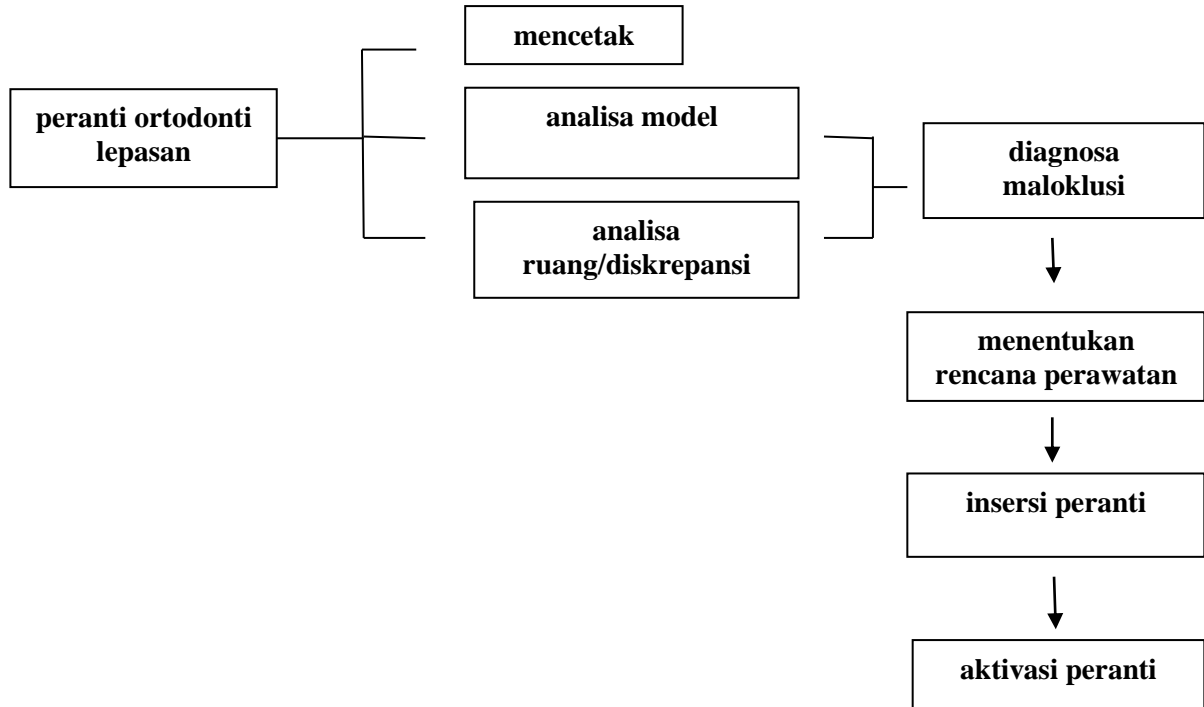 peranti ortodonti
lepasan
mencetak
analisa model
analisa
ruang/diskrepansi
diagnosa
maloklusi
menentukan
rencana perawatan
insersi peranti
aktivasi peranti